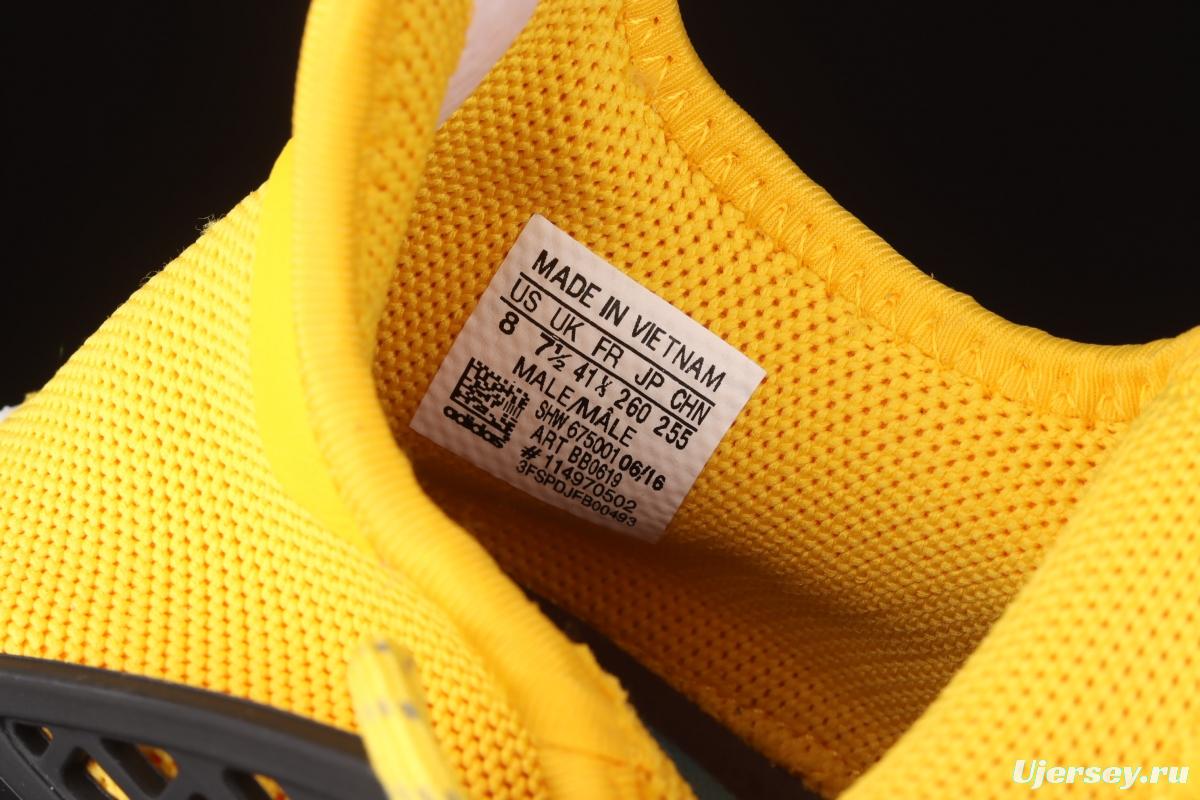 MADE IN VIETNAM
US UK FR JP CHN
8 7½ 41⅓ 260 255
MALE/MÂLE
SHW 675001 06/16
ART BB0619
# 114970502
3FSPDJFB00493
adidas
Ujersey.ru